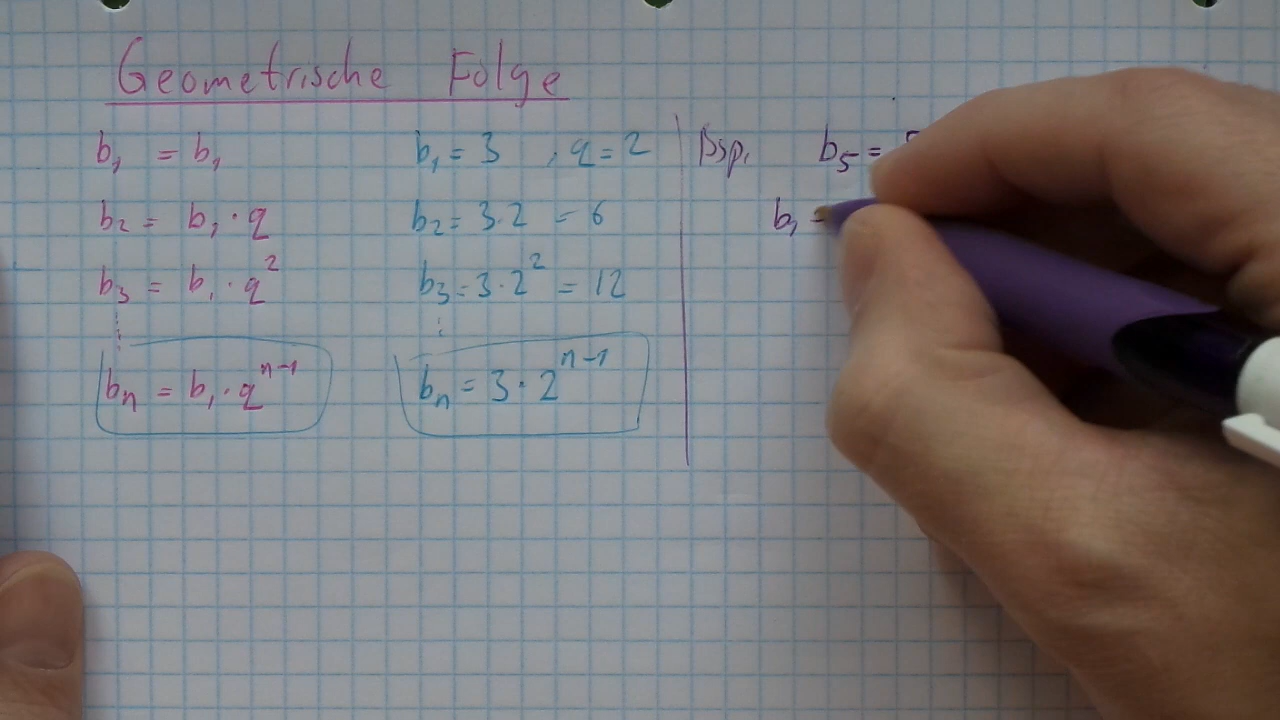 Geometrische Folge
b₁ = b₁
b₂ = b₁ · q
b₃ = b₁ · q²
⋮
bₙ = b₁ · qⁿ⁻¹
b₁ = 3 , q = 2
b₂ = 3 · 2 = 6
b₃ = 3 · 2² = 12
⋮
bₙ = 3 · 2ⁿ⁻¹
Bsp. b₅ =
b₁ =